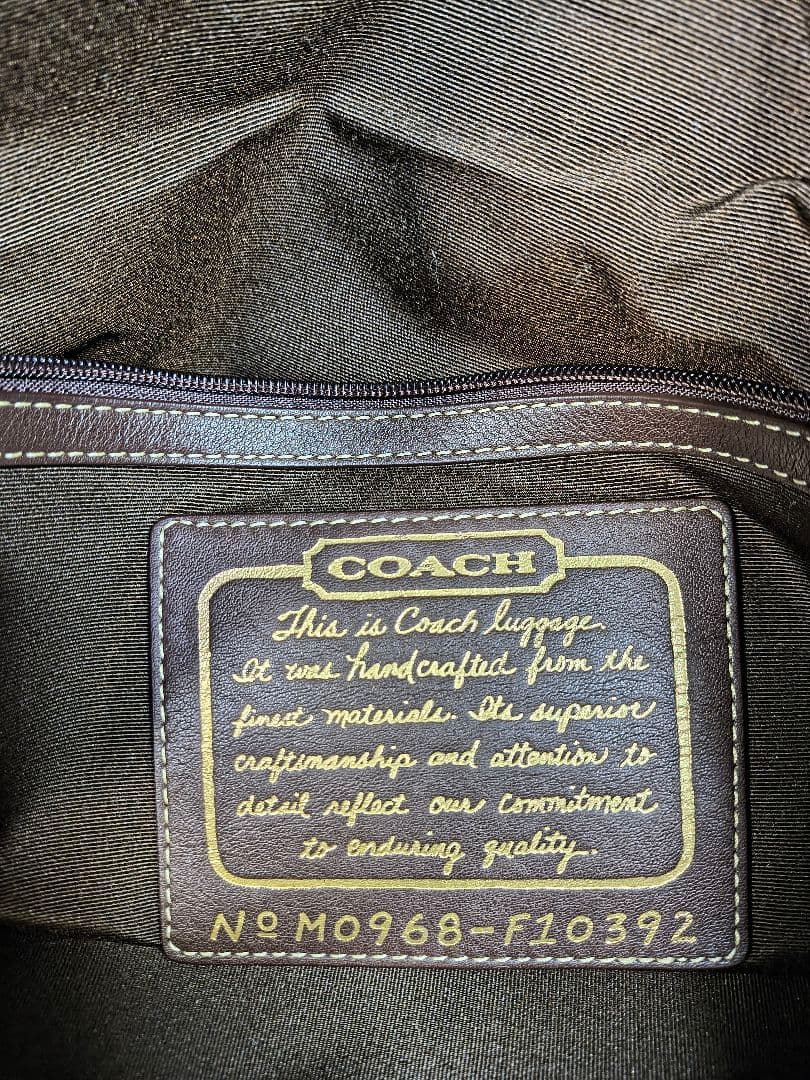 COACH
This is Coach luggage.
It was handcrafted from the
finest materials. Its superior
craftsmanship and attention to
detail reflect our commitment
to enduring quality.
Nº M0968-F10392